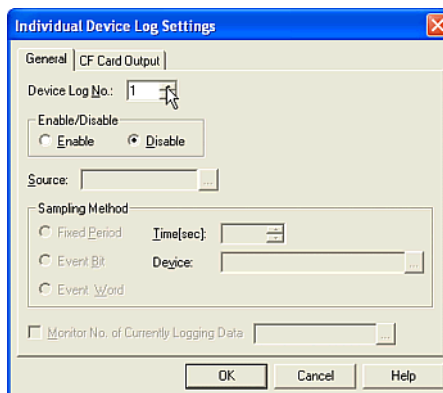 Individual Device Log Settings
General CF Card Output
Device Log No.: 1
Enable/Disable
Enable Disable
Source: ...
Sampling Method
Fixed Period Time[sec]:
Event Bit Device: ...
Event Word
Monitor No. of Currently Logging Data ...
OK Cancel Help